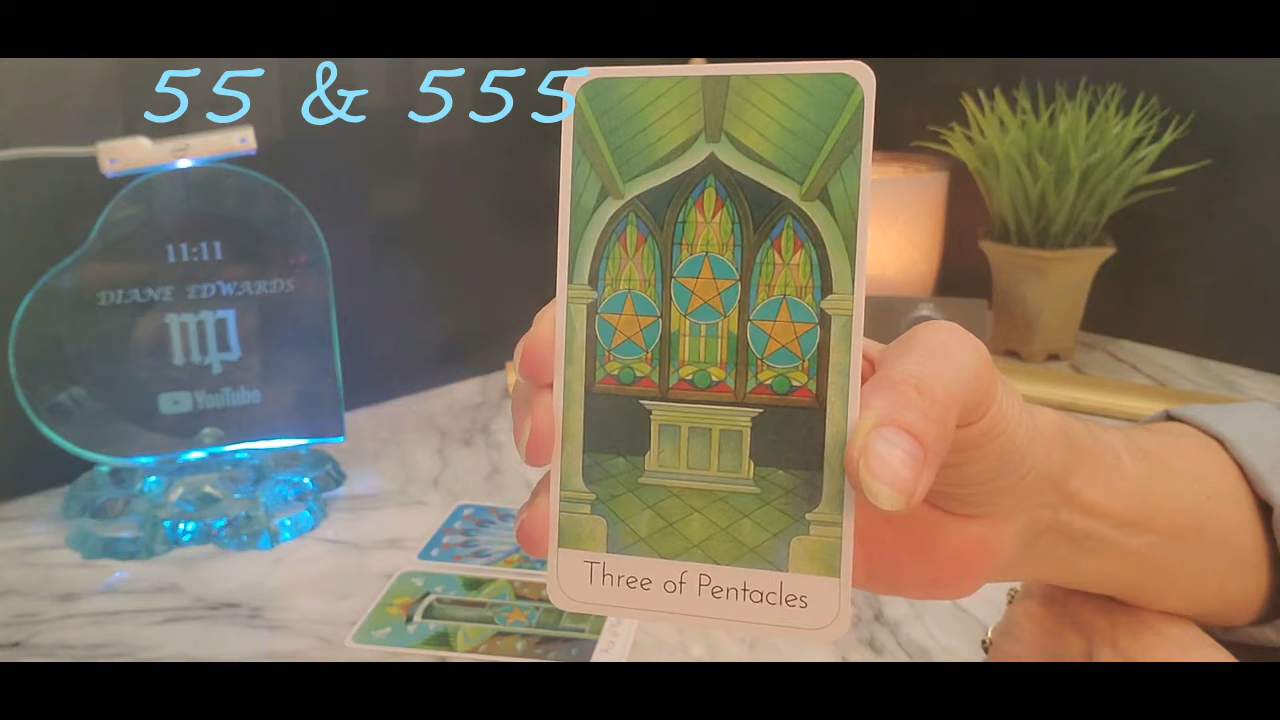 55 & 555
11:11
DIANE EDWARDS
YouTube
Three of Pentacles